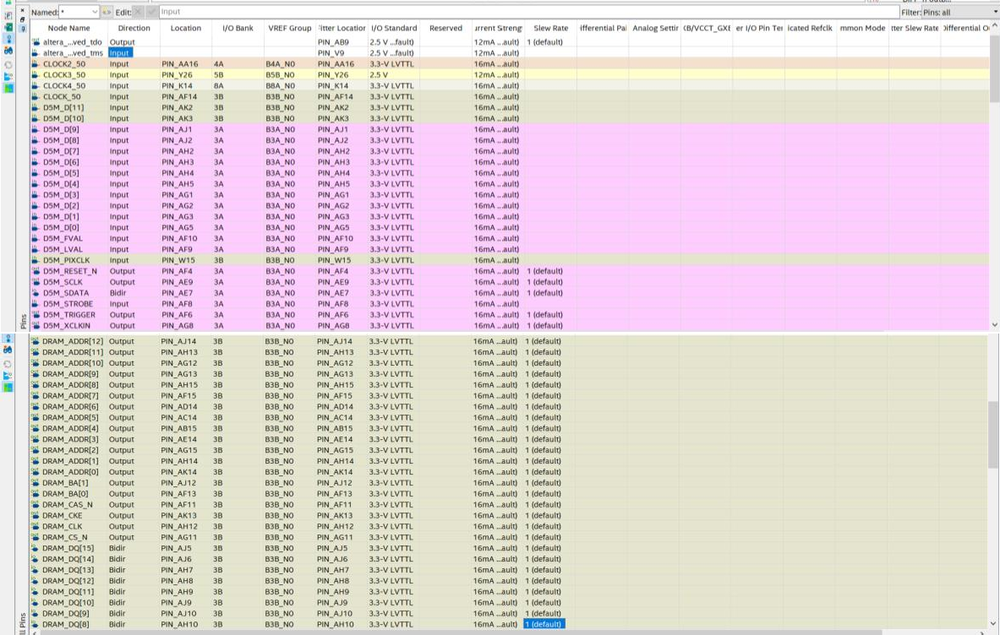 Named: * Edit: Input Filter: Pins: all
Node Name Direction Location I/O Bank VREF Group itter Location I/O Standard Reserved urrent Streng Slew Rate ifferential Pai Analog Settir (B/VCCT_GXE er I/O Pin Ter icated Refclk mmon Mode tter Slew Rate Differential O
altera_...ved_tdo Output PIN_AB9 2.5 V ...fault) 12mA ...ault) 1 (default)
altera_...ved_tms Input PIN_V9 2.5 V ...fault) 12mA ...ault)
CLOCK2_50 Input PIN_AA16 4A B4A_N0 PIN_AA16 3.3-V LVTTL 16mA ...ault)
CLOCK3_50 Input PIN_Y26 5B B5B_N0 PIN_Y26 2.5 V 12mA ...ault)
CLOCK4_50 Input PIN_K14 8A B8A_N0 PIN_K14 3.3-V LVTTL 16mA ...ault)
CLOCK_50 Input PIN_AF14 3B B3B_N0 PIN_AF14 3.3-V LVTTL 16mA ...ault)
D5M_D[11] Input PIN_AK2 3B B3B_N0 PIN_AK2 3.3-V LVTTL 16mA ...ault)
D5M_D[10] Input PIN_AK3 3B B3B_N0 PIN_AK3 3.3-V LVTTL 16mA ...ault)
D5M_D[9] Input PIN_AJ1 3A B3A_N0 PIN_AJ1 3.3-V LVTTL 16mA ...ault)
D5M_D[8] Input PIN_AJ2 3A B3A_N0 PIN_AJ2 3.3-V LVTTL 16mA ...ault)
D5M_D[7] Input PIN_AH2 3A B3A_N0 PIN_AH2 3.3-V LVTTL 16mA ...ault)
D5M_D[6] Input PIN_AH3 3A B3A_N0 PIN_AH3 3.3-V LVTTL 16mA ...ault)
D5M_D[5] Input PIN_AH4 3A B3A_N0 PIN_AH4 3.3-V LVTTL 16mA ...ault)
D5M_D[4] Input PIN_AH5 3A B3A_N0 PIN_AH5 3.3-V LVTTL 16mA ...ault)
D5M_D[3] Input PIN_AG1 3A B3A_N0 PIN_AG1 3.3-V LVTTL 16mA ...ault)
D5M_D[2] Input PIN_AG2 3A B3A_N0 PIN_AG2 3.3-V LVTTL 16mA ...ault)
D5M_D[1] Input PIN_AG3 3A B3A_N0 PIN_AG3 3.3-V LVTTL 16mA ...ault)
D5M_D[0] Input PIN_AG5 3A B3A_N0 PIN_AG5 3.3-V LVTTL 16mA ...ault)
D5M_FVAL Input PIN_AF10 3A B3A_N0 PIN_AF10 3.3-V LVTTL 16mA ...ault)
D5M_LVAL Input PIN_AF9 3A B3A_N0 PIN_AF9 3.3-V LVTTL 16mA ...ault)
D5M_PIXCLK Input PIN_W15 3B B3B_N0 PIN_W15 3.3-V LVTTL 16mA ...ault)
D5M_RESET_N Output PIN_AF4 3A B3A_N0 PIN_AF4 3.3-V LVTTL 16mA ...ault) 1 (default)
D5M_SCLK Output PIN_AE9 3A B3A_N0 PIN_AE9 3.3-V LVTTL 16mA ...ault) 1 (default)
D5M_SDATA Bidir PIN_AE7 3A B3A_N0 PIN_AE7 3.3-V LVTTL 16mA ...ault) 1 (default)
D5M_STROBE Input PIN_AF8 3A B3A_N0 PIN_AF8 3.3-V LVTTL 16mA ...ault)
D5M_TRIGGER Output PIN_AF6 3A B3A_N0 PIN_AF6 3.3-V LVTTL 16mA ...ault) 1 (default)
D5M_XCLKIN Output PIN_AG8 3A B3A_N0 PIN_AG8 3.3-V LVTTL 16mA ...ault) 1 (default)
Pins
DRAM_ADDR[12] Output PIN_AJ14 3B B3B_N0 PIN_AJ14 3.3-V LVTTL 16mA ...ault) 1 (default)
DRAM_ADDR[11] Output PIN_AH13 3B B3B_N0 PIN_AH13 3.3-V LVTTL 16mA ...ault) 1 (default)
DRAM_ADDR[10] Output PIN_AG12 3B B3B_N0 PIN_AG12 3.3-V LVTTL 16mA ...ault) 1 (default)
DRAM_ADDR[9] Output PIN_AG13 3B B3B_N0 PIN_AG13 3.3-V LVTTL 16mA ...ault) 1 (default)
DRAM_ADDR[8] Output PIN_AH15 3B B3B_N0 PIN_AH15 3.3-V LVTTL 16mA ...ault) 1 (default)
DRAM_ADDR[7] Output PIN_AF15 3B B3B_N0 PIN_AF15 3.3-V LVTTL 16mA ...ault) 1 (default)
DRAM_ADDR[6] Output PIN_AD14 3B B3B_N0 PIN_AD14 3.3-V LVTTL 16mA ...ault) 1 (default)
DRAM_ADDR[5] Output PIN_AC14 3B B3B_N0 PIN_AC14 3.3-V LVTTL 16mA ...ault) 1 (default)
DRAM_ADDR[4] Output PIN_AB15 3B B3B_N0 PIN_AB15 3.3-V LVTTL 16mA ...ault) 1 (default)
DRAM_ADDR[3] Output PIN_AE14 3B B3B_N0 PIN_AE14 3.3-V LVTTL 16mA ...ault) 1 (default)
DRAM_ADDR[2] Output PIN_AG15 3B B3B_N0 PIN_AG15 3.3-V LVTTL 16mA ...ault) 1 (default)
DRAM_ADDR[1] Output PIN_AH14 3B B3B_N0 PIN_AH14 3.3-V LVTTL 16mA ...ault) 1 (default)
DRAM_ADDR[0] Output PIN_AK14 3B B3B_N0 PIN_AK14 3.3-V LVTTL 16mA ...ault) 1 (default)
DRAM_BA[1] Output PIN_AJ12 3B B3B_N0 PIN_AJ12 3.3-V LVTTL 16mA ...ault) 1 (default)
DRAM_BA[0] Output PIN_AF13 3B B3B_N0 PIN_AF13 3.3-V LVTTL 16mA ...ault) 1 (default)
DRAM_CAS_N Output PIN_AF11 3B B3B_N0 PIN_AF11 3.3-V LVTTL 16mA ...ault) 1 (default)
DRAM_CKE Output PIN_AK13 3B B3B_N0 PIN_AK13 3.3-V LVTTL 16mA ...ault) 1 (default)
DRAM_CLK Output PIN_AH12 3B B3B_N0 PIN_AH12 3.3-V LVTTL 16mA ...ault) 1 (default)
DRAM_CS_N Output PIN_AG11 3B B3B_N0 PIN_AG11 3.3-V LVTTL 16mA ...ault) 1 (default)
DRAM_DQ[15] Bidir PIN_AJ5 3B B3B_N0 PIN_AJ5 3.3-V LVTTL 16mA ...ault) 1 (default)
DRAM_DQ[14] Bidir PIN_AJ6 3B B3B_N0 PIN_AJ6 3.3-V LVTTL 16mA ...ault) 1 (default)
DRAM_DQ[13] Bidir PIN_AH7 3B B3B_N0 PIN_AH7 3.3-V LVTTL 16mA ...ault) 1 (default)
DRAM_DQ[12] Bidir PIN_AH8 3B B3B_N0 PIN_AH8 3.3-V LVTTL 16mA ...ault) 1 (default)
DRAM_DQ[11] Bidir PIN_AH9 3B B3B_N0 PIN_AH9 3.3-V LVTTL 16mA ...ault) 1 (default)
DRAM_DQ[10] Bidir PIN_AJ9 3B B3B_N0 PIN_AJ9 3.3-V LVTTL 16mA ...ault) 1 (default)
DRAM_DQ[9] Bidir PIN_AJ10 3B B3B_N0 PIN_AJ10 3.3-V LVTTL 16mA ...ault) 1 (default)
DRAM_DQ[8] Bidir PIN_AH10 3B B3B_N0 PIN_AH10 3.3-V LVTTL 16mA ...ault) 1 (default)
ll Pins